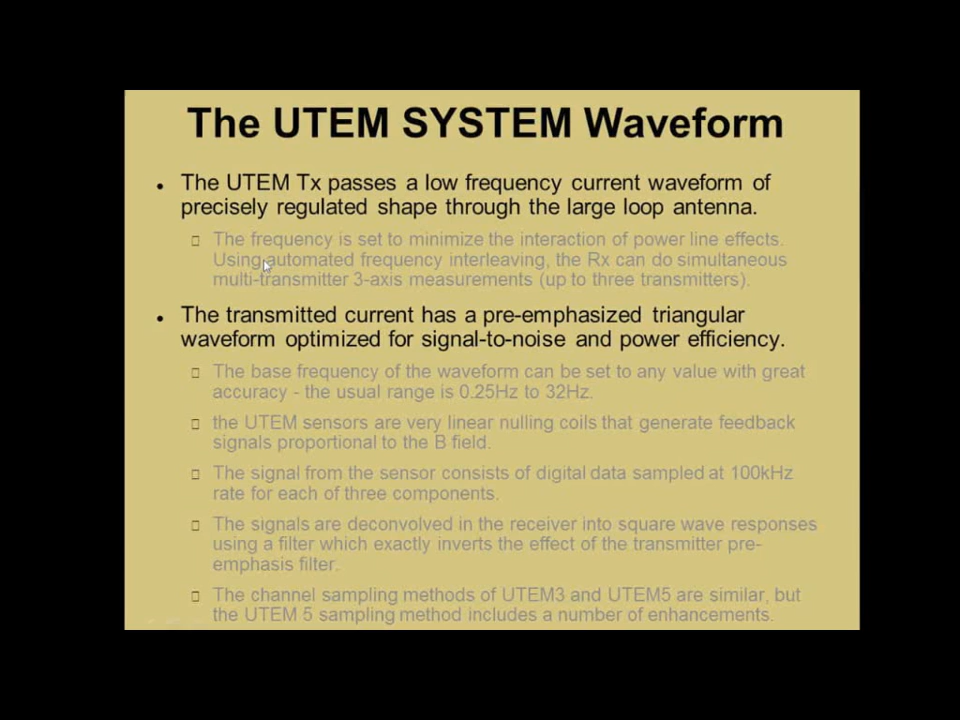 The UTEM SYSTEM Waveform
The UTEM Tx passes a low frequency current waveform of
precisely regulated shape through the large loop antenna.
The frequency is set to minimize the interaction of power line effects.
Using automated frequency interleaving, the Rx can do simultaneous
multi-transmitter 3-axis measurements (up to three transmitters).
The transmitted current has a pre-emphasized triangular
waveform optimized for signal-to-noise and power efficiency.
The base frequency of the waveform can be set to any value with great
accuracy - the usual range is 0.25Hz to 32Hz.
the UTEM sensors are very linear nulling coils that generate feedback
signals proportional to the B field.
The signal from the sensor consists of digital data sampled at 100kHz
rate for each of three components.
The signals are deconvolved in the receiver into square wave responses
using a filter which exactly inverts the effect of the transmitter pre-
emphasis filter.
The channel sampling methods of UTEM3 and UTEM5 are similar, but
the UTEM 5 sampling method includes a number of enhancements.